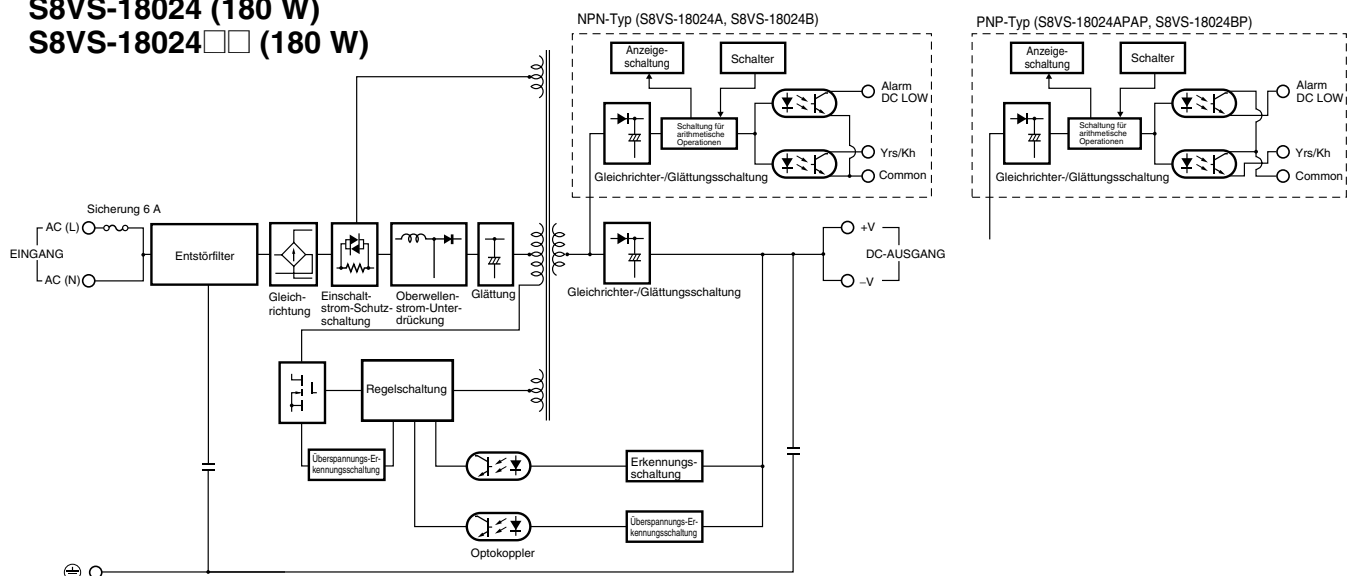 S8VS-18024 (180 W)
S8VS-18024□□ (180 W)
NPN-Typ (S8VS-18024A, S8VS-18024B)
Anzeige-
schaltung
Schalter
Alarm
DC LOW
Schaltung für
arithmetische
Operationen
Yrs/Kh
Common
Gleichrichter-/Glättungsschaltung
PNP-Typ (S8VS-18024APAP, S8VS-18024BP)
Anzeige-
schaltung
Schalter
Alarm
DC LOW
Schaltung für
arithmetische
Operationen
Yrs/Kh
Common
Gleichrichter-/Glättungsschaltung
Sicherung 6 A
AC (L)
EINGANG
AC (N)
Entstörfilter
Gleich-
richtung
Einschalt-
strom-Schutz-
schaltung
Oberwellen-
strom-Unter-
drückung
Glättung
Gleichrichter-/Glättungsschaltung
+V
DC-AUSGANG
–V
Regelschaltung
Überspannungs-Er-
kennungsschaltung
Erkennungs-
schaltung
Überspannungs-Er-
kennungsschaltung
Optokoppler